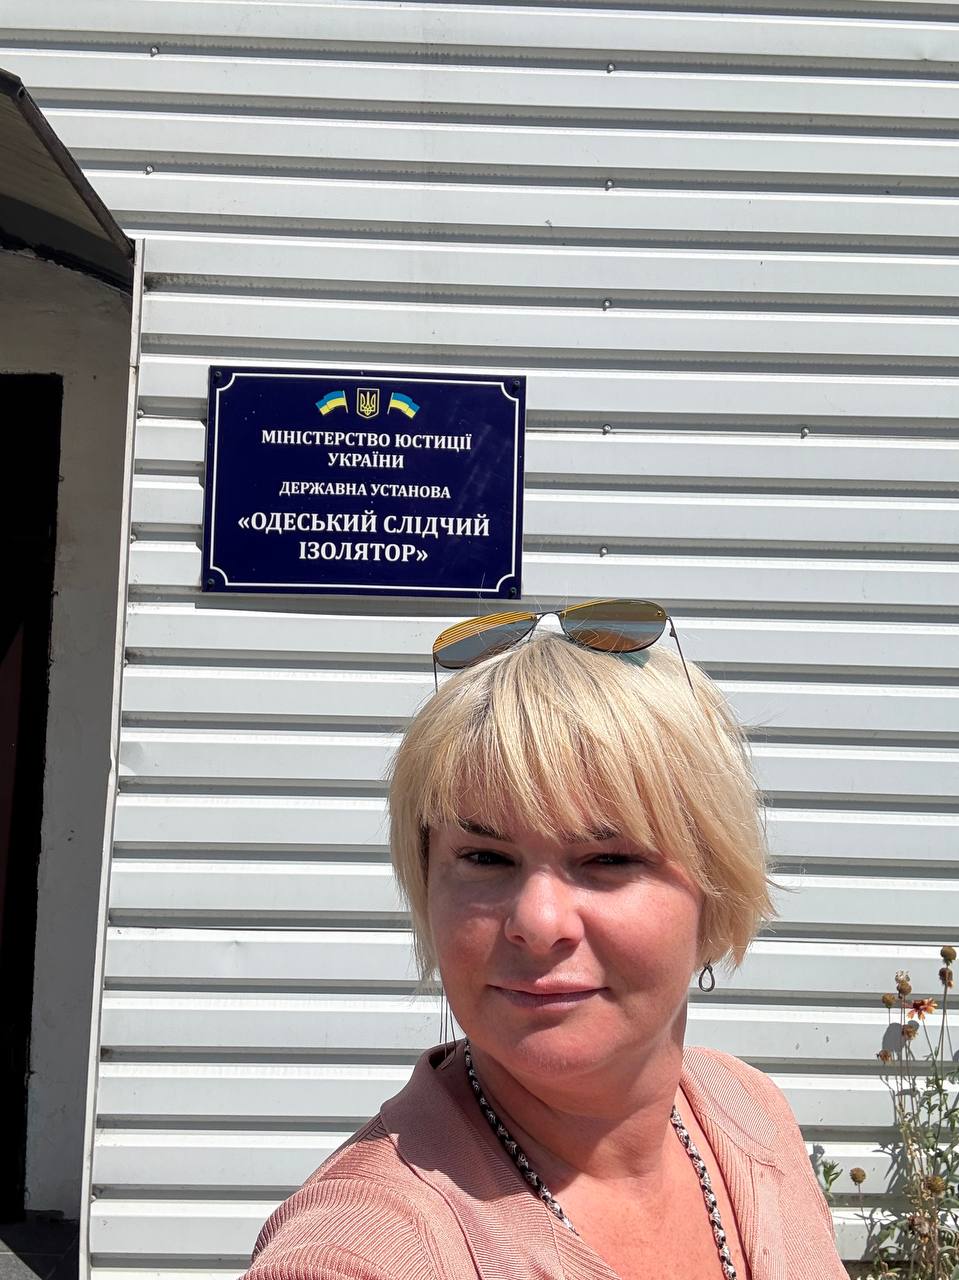 МІНІСТЕРСТВО ЮСТИЦІЇ
УКРАЇНИ
ДЕРЖАВНА УСТАНОВА
«ОДЕСЬКИЙ СЛІДЧИЙ
ІЗОЛЯТОР»